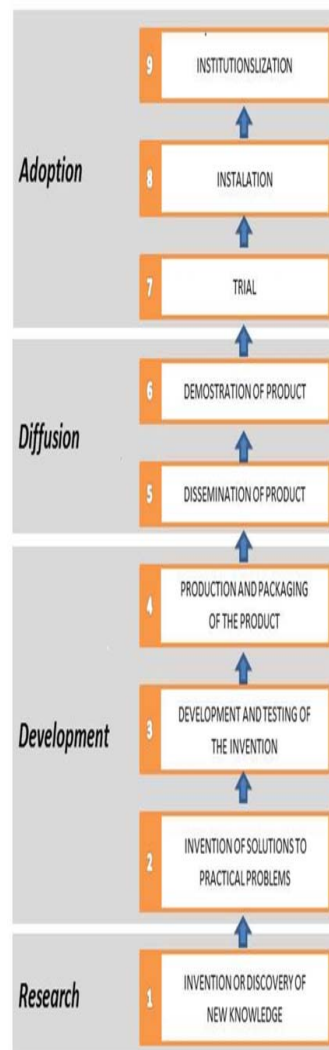 Adoption
9
INSTITUTIONSLIZATION
8
INSTALATION
7
TRIAL
Diffusion
6
DEMOSTRATION OF PRODUCT
5
DISSEMINATION OF PRODUCT
Development
4
PRODUCTION AND PACKAGING
OF THE PRODUCT
3
DEVELOPMENT AND TESTING OF
THE INVENTION
2
INVENTION OF SOLUTIONS TO
PRACTICAL PROBLEMS
Research
1
INVENTION OR DISCOVERY OF
NEW KNOWLEDGE